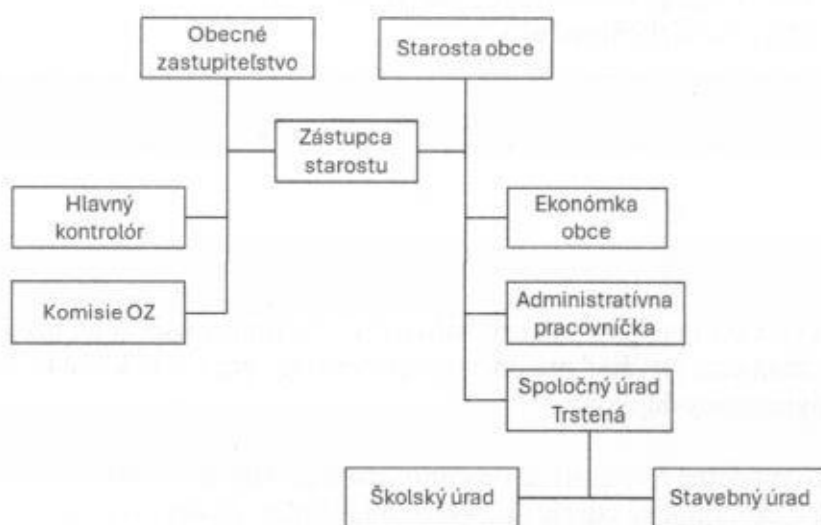 Obecné
zastupiteľstvo
Starosta obce
Zástupca
starostu
Hlavný
kontrolór
Ekonómka
obce
Komisie OZ
Administratívna
pracovníčka
Spoločný úrad
Trstená
Školský úrad
Stavebný úrad